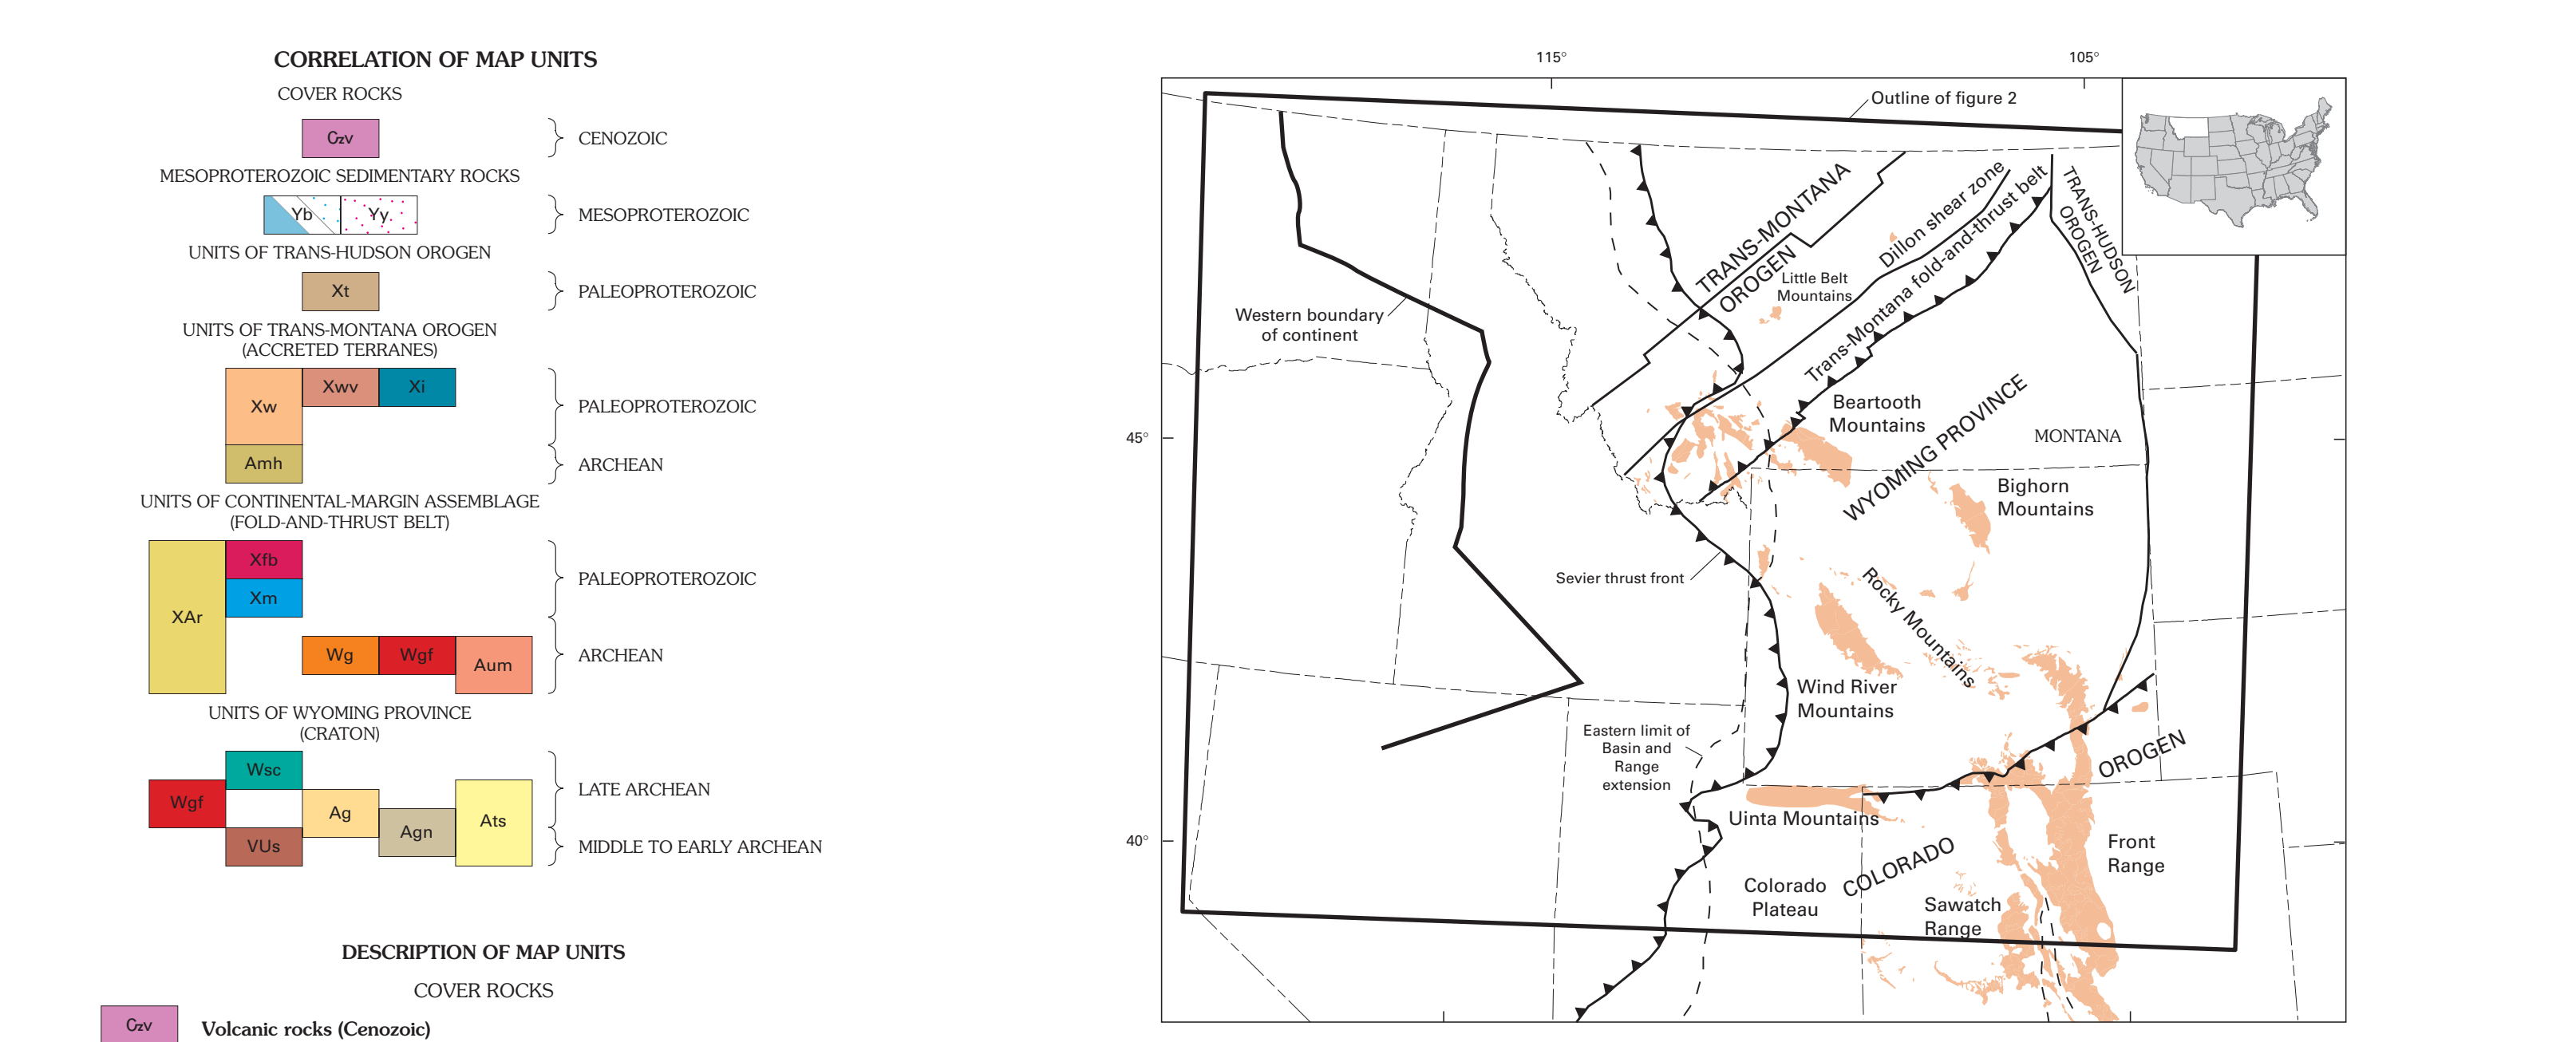 CORRELATION OF MAP UNITS
COVER ROCKS
Czv
CENOZOIC
MESOPROTEROZOIC SEDIMENTARY ROCKS
Yb
Yy
MESOPROTEROZOIC
UNITS OF TRANS-HUDSON OROGEN
Xt
PALEOPROTEROZOIC
UNITS OF TRANS-MONTANA OROGEN
(ACCRETED TERRANES)
Xw
Xwv
Xi
PALEOPROTEROZOIC
Amh
ARCHEAN
UNITS OF CONTINENTAL-MARGIN ASSEMBLAGE
(FOLD-AND-THRUST BELT)
XAr
Xfb
Xm
PALEOPROTEROZOIC
Wg
Wgf
Aum
ARCHEAN
UNITS OF WYOMING PROVINCE
(CRATON)
Wgf
Wsc
VUs
Ag
Agn
Ats
LATE ARCHEAN
MIDDLE TO EARLY ARCHEAN
DESCRIPTION OF MAP UNITS
COVER ROCKS
Czv
Volcanic rocks (Cenozoic)
115°
105°
45°
40°
Outline of figure 2
TRANS-MONTANA
OROGEN
Dillon shear zone
Trans-Montana fold-and-thrust belt
TRANS-HUDSON
OROGEN
Little Belt
Mountains
Western boundary
of continent
Beartooth
Mountains
WYOMING PROVINCE
MONTANA
Bighorn
Mountains
Sevier thrust front
Rocky Mountains
Wind River
Mountains
Eastern limit of
Basin and
Range
extension
OROGEN
Uinta Mountains
COLORADO
Front
Range
Colorado
Plateau
Sawatch
Range